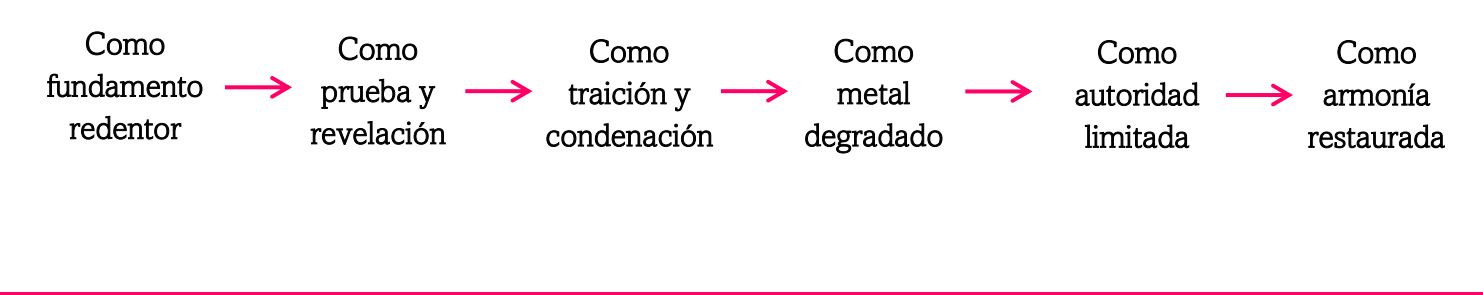 Como
fundamento
redentor
Como
prueba y
revelación
Como
traición y
condenación
Como
metal
degradado
Como
autoridad
limitada
Como
armonía
restaurada